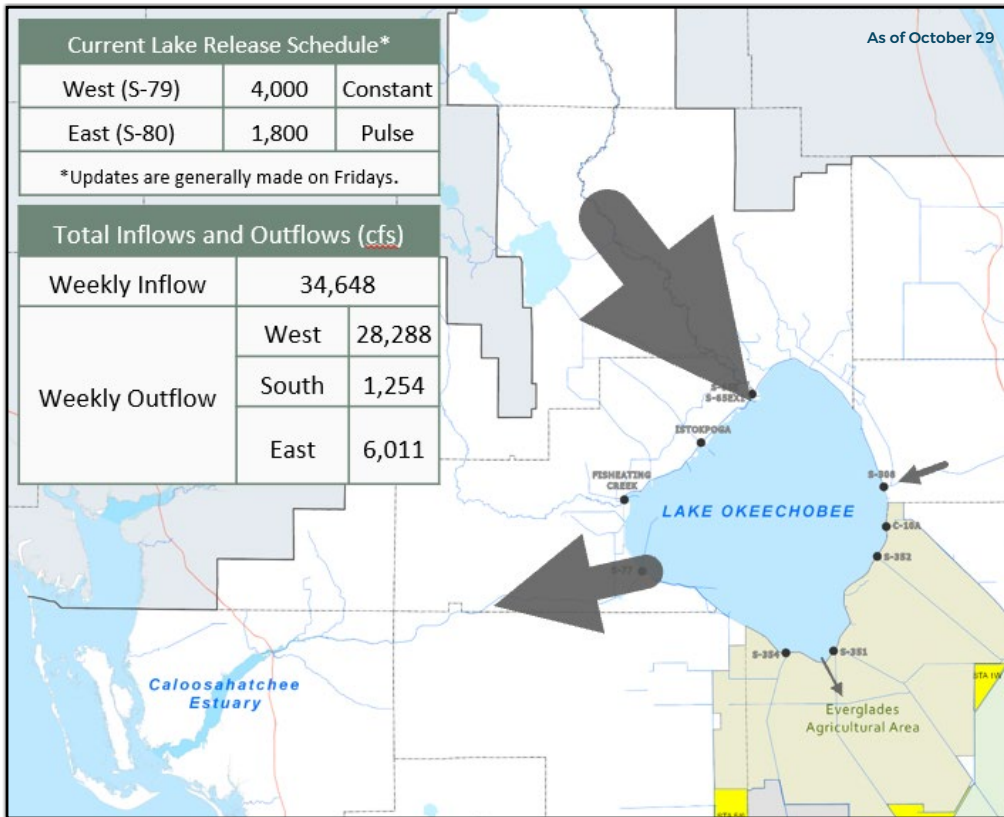 Current Lake Release Schedule*
West (S-79) 4,000 Constant
East (S-80) 1,800 Pulse
*Updates are generally made on Fridays.
Total Inflows and Outflows (cfs)
Weekly Inflow 34,648
Weekly Outflow
West 28,288
South 1,254
East 6,011
As of October 29
S-65EX1
ISTOKPOGA
FISHEATING
CREEK
S-308
LAKE OKEECHOBEE
C-10A
S-352
S-77
S-354
S-351
Caloosahatchee
Estuary
Everglades
Agricultural Area
STA 1W